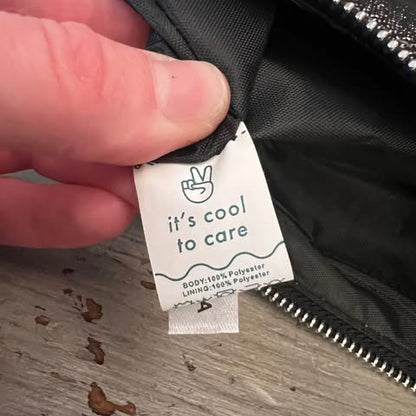 it's cool
to care
BODY:100% Polyester
LINING:100% Polyester
A